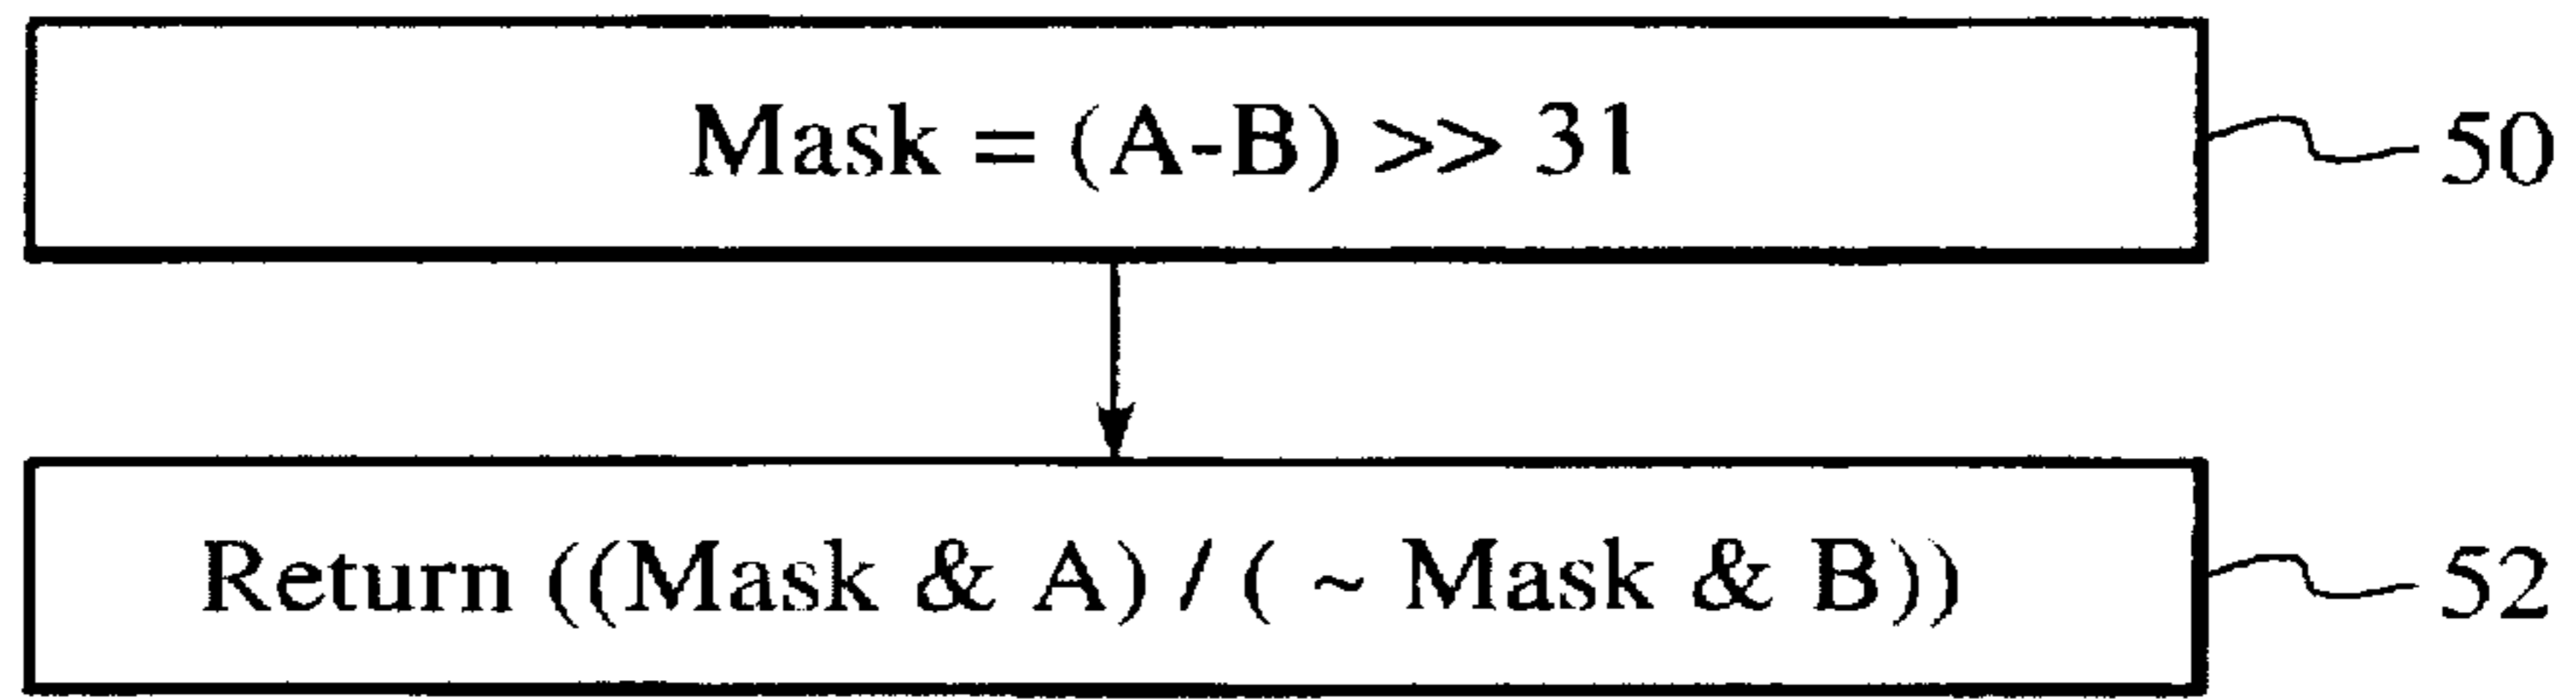 Mask = (A-B) >> 31
50
Return ((Mask & A) / ( ~ Mask & B))
52